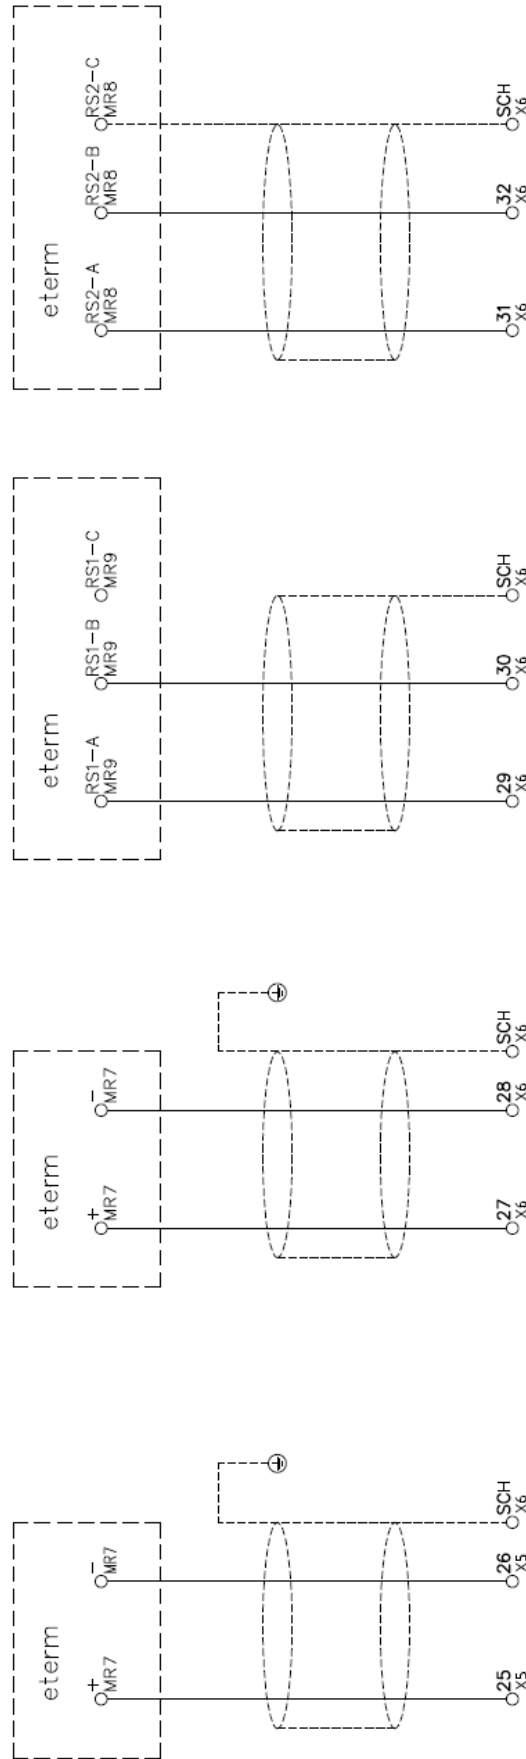 eterm
RS2-C
MR8
RS2-B
MR8
RS2-A
MR8
SCH
X6
32
X6
31
X6
eterm
RS1-C
MR9
RS1-B
MR9
RS1-A
MR9
SCH
X6
30
X6
29
X6
eterm
−
MR7
+
MR7
SCH
X6
28
X6
27
X6
eterm
−
MR7
+
MR7
SCH
X6
26
X5
25
X5